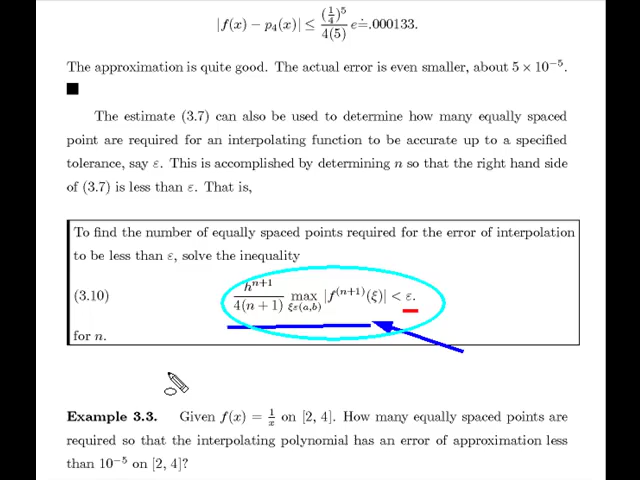 |f(x) − p₄(x)| ≤ (1/4)⁵ / 4(5) e ≐ .000133.
The approximation is quite good. The actual error is even smaller, about 5 × 10⁻⁵.
■
The estimate (3.7) can also be used to determine how many equally spaced
point are required for an interpolating function to be accurate up to a specified
tolerance, say ε. This is accomplished by determining n so that the right hand side
of (3.7) is less than ε. That is,
To find the number of equally spaced points required for the error of interpolation
to be less than ε, solve the inequality
(3.10) hⁿ⁺¹ / 4(n + 1) max ξε(a,b) |f⁽ⁿ⁺¹⁾(ξ)| < ε.
for n.
Example 3.3. Given f(x) = 1/x on [2, 4]. How many equally spaced points are
required so that the interpolating polynomial has an error of approximation less
than 10⁻⁵ on [2, 4]?